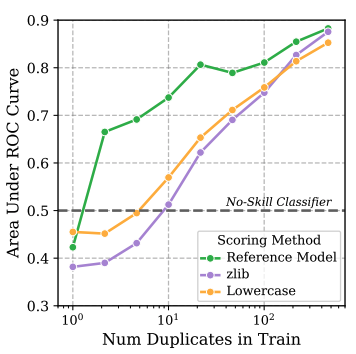 Area Under ROC Curve
0.9
0.8
0.7
0.6
0.5
0.4
0.3
No-Skill Classifier
Scoring Method
Reference Model
zlib
Lowercase
10⁰
10¹
10²
Num Duplicates in Train